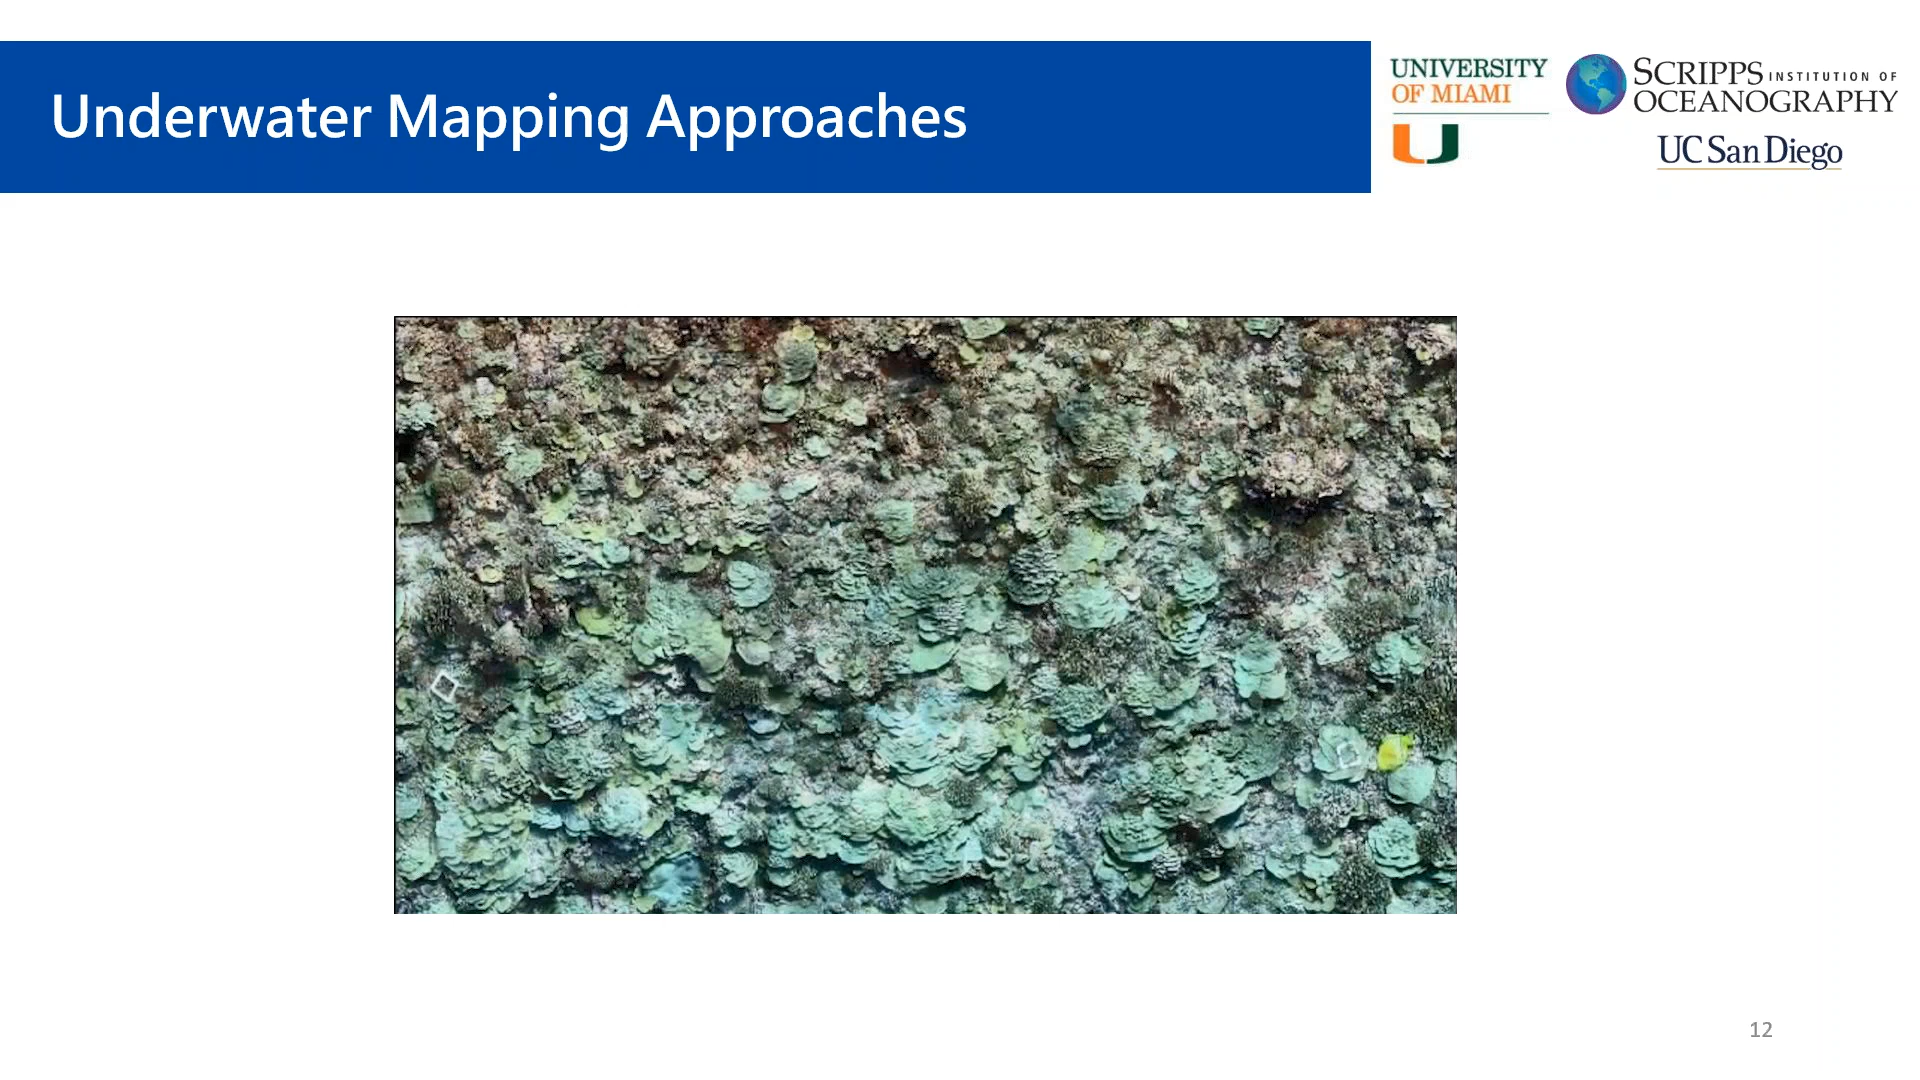 Underwater Mapping Approaches
UNIVERSITY
OF MIAMI
SCRIPPS INSTITUTION OF
OCEANOGRAPHY
UC San Diego
12